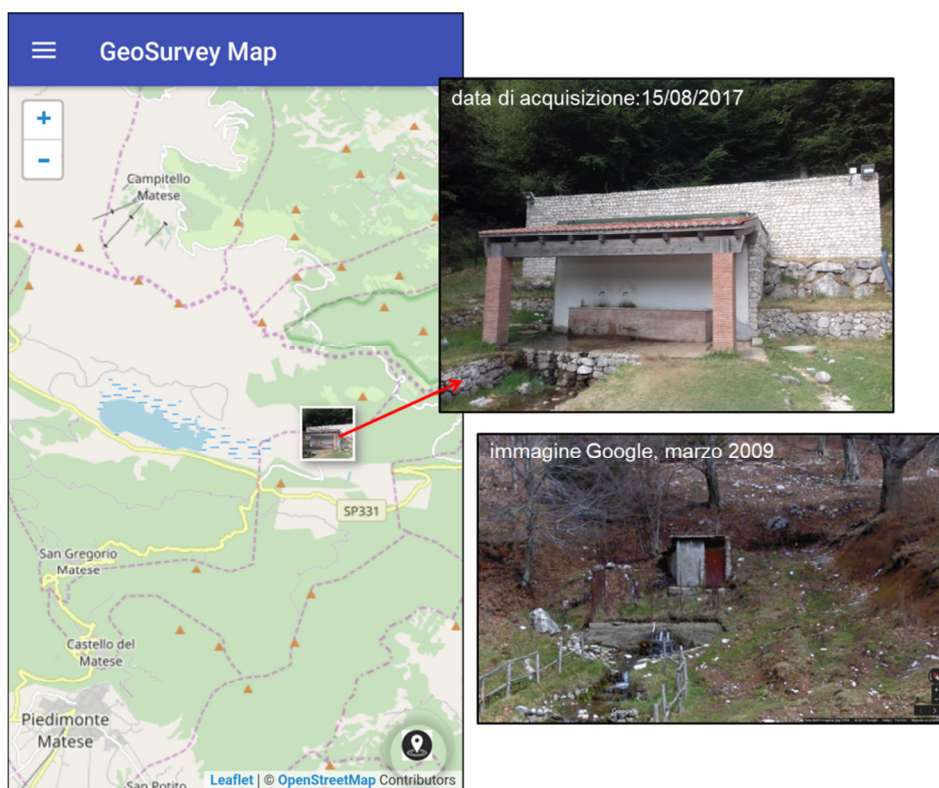 GeoSurvey Map
+
−
Campitello
Matese
SP331
San Gregorio
Matese
Castello del
Matese
Piedimonte
Matese
San Potito
Leaflet | © OpenStreetMap Contributors
data di acquisizione:15/08/2017
immagine Google, marzo 2009